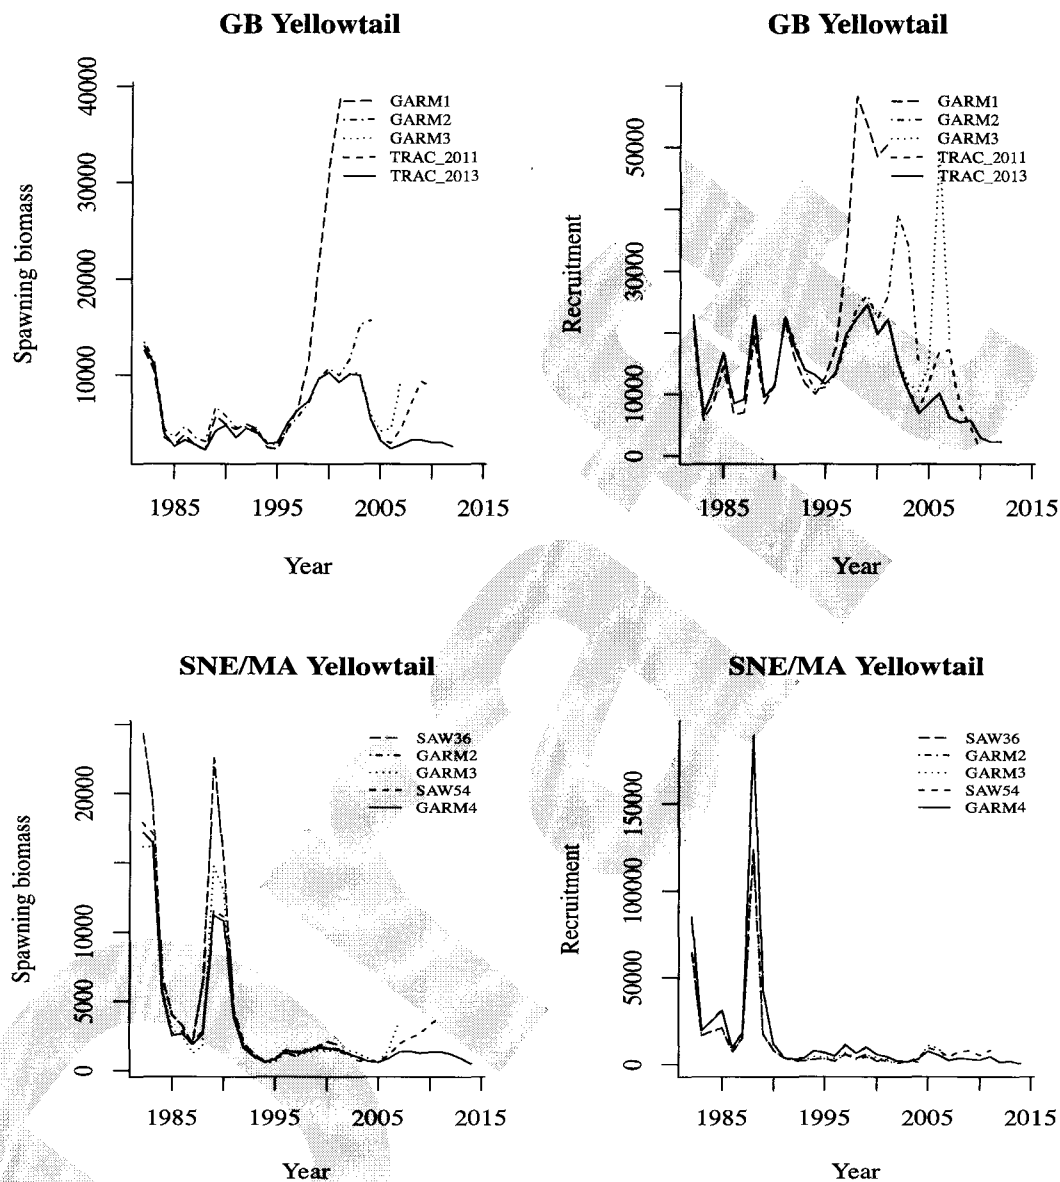 GB Yellowtail
Spawning biomass
10000 20000 30000 40000
GARM1
GARM2
GARM3
TRAC_2011
TRAC_2013
1985 1995 2005 2015
Year
GB Yellowtail
Recruitment
0 10000 30000 50000
GARM1
GARM2
GARM3
TRAC_2011
TRAC_2013
1985 1995 2005 2015
Year
SNE/MA Yellowtail
Spawning biomass
0 5000 10000 20000
SAW36
GARM2
GARM3
SAW54
GARM4
1985 1995 2005 2015
Year
SNE/MA Yellowtail
Recruitment
0 50000 100000 150000
SAW36
GARM2
GARM3
SAW54
GARM4
1985 1995 2005 2015
Year